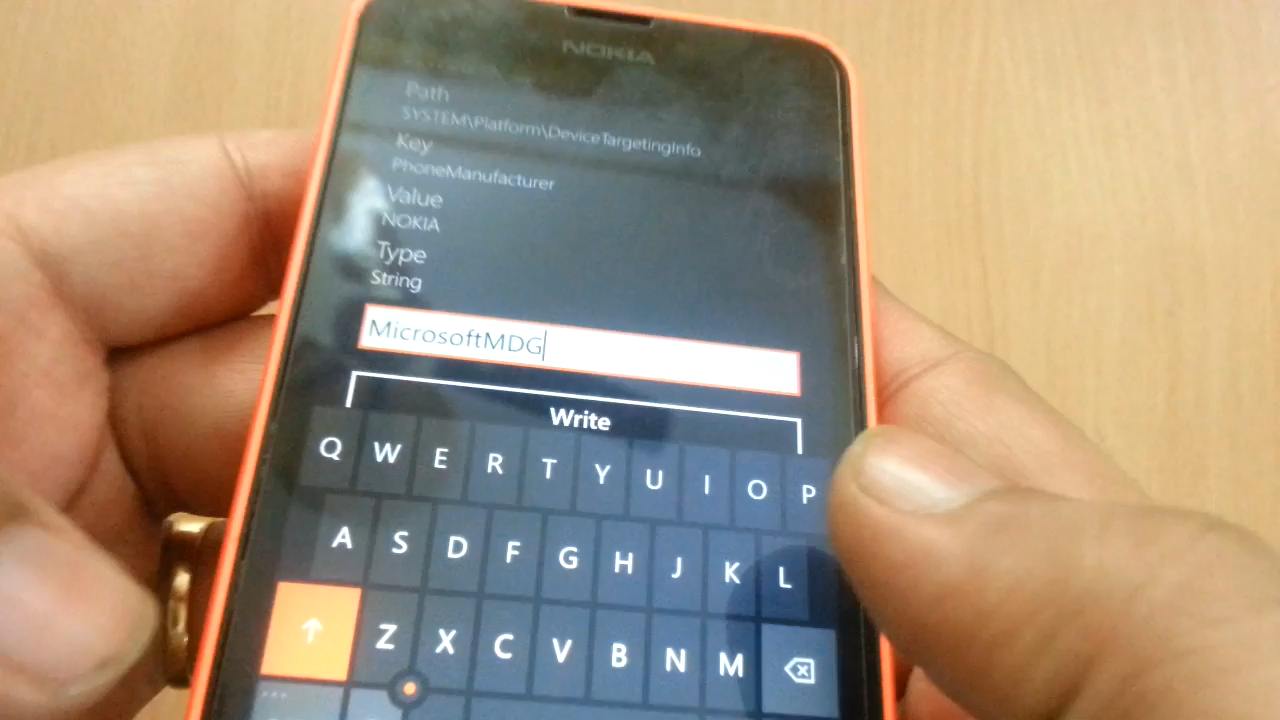 NOKIA
Path
SYSTEM\Platform\DeviceTargetingInfo
Key
PhoneManufacturer
Value
NOKIA
Type
String
MicrosoftMDG
Write
Q W E R T Y U I O P
A S D F G H J K L
Z X C V B N M